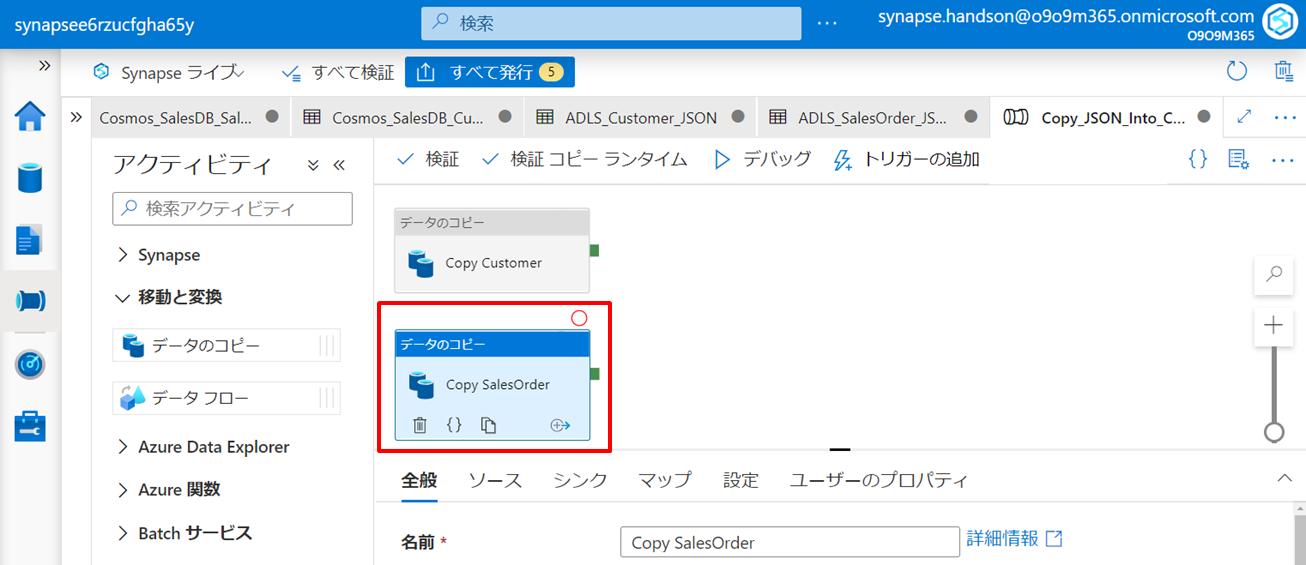 synapsee6rzucfgha65y
検索
synapse.handson@o9o9m365.onmicrosoft.com
O9O9M365
Synapse ライブ
すべて検証
すべて発行 5
Cosmos_SalesDB_Sal...
Cosmos_SalesDB_Cu...
ADLS_Customer_JSON
ADLS_SalesOrder_JS...
Copy_JSON_Into_C...
アクティビティ
検証
検証 コピー ランタイム
デバッグ
トリガーの追加
検索アクティビティ
Synapse
移動と変換
データのコピー
データ フロー
Azure Data Explorer
Azure 関数
Batch サービス
データのコピー
Copy Customer
データのコピー
Copy SalesOrder
全般 ソース シンク マップ 設定 ユーザーのプロパティ
名前 *
Copy SalesOrder
詳細情報